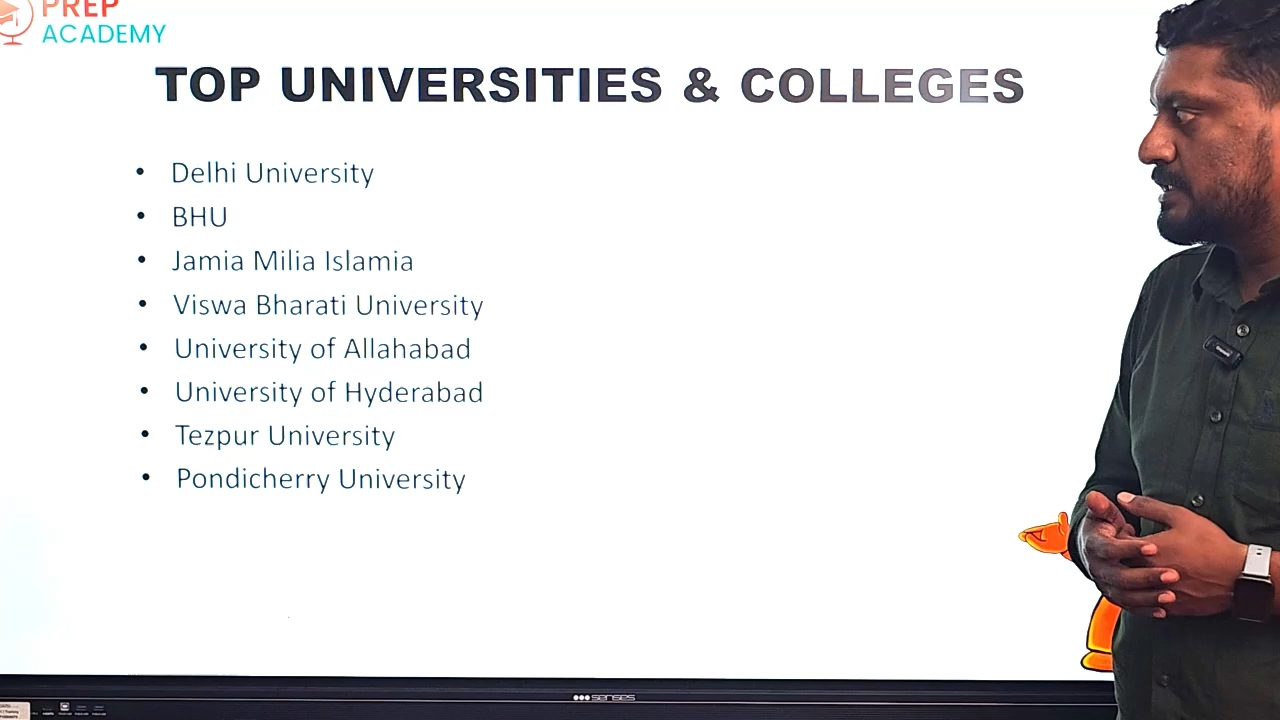 PREP
ACADEMY
TOP UNIVERSITIES & COLLEGES
• Delhi University
• BHU
• Jamia Milia Islamia
• Viswa Bharati University
• University of Allahabad
• University of Hyderabad
• Tezpur University
• Pondicherry University
senses